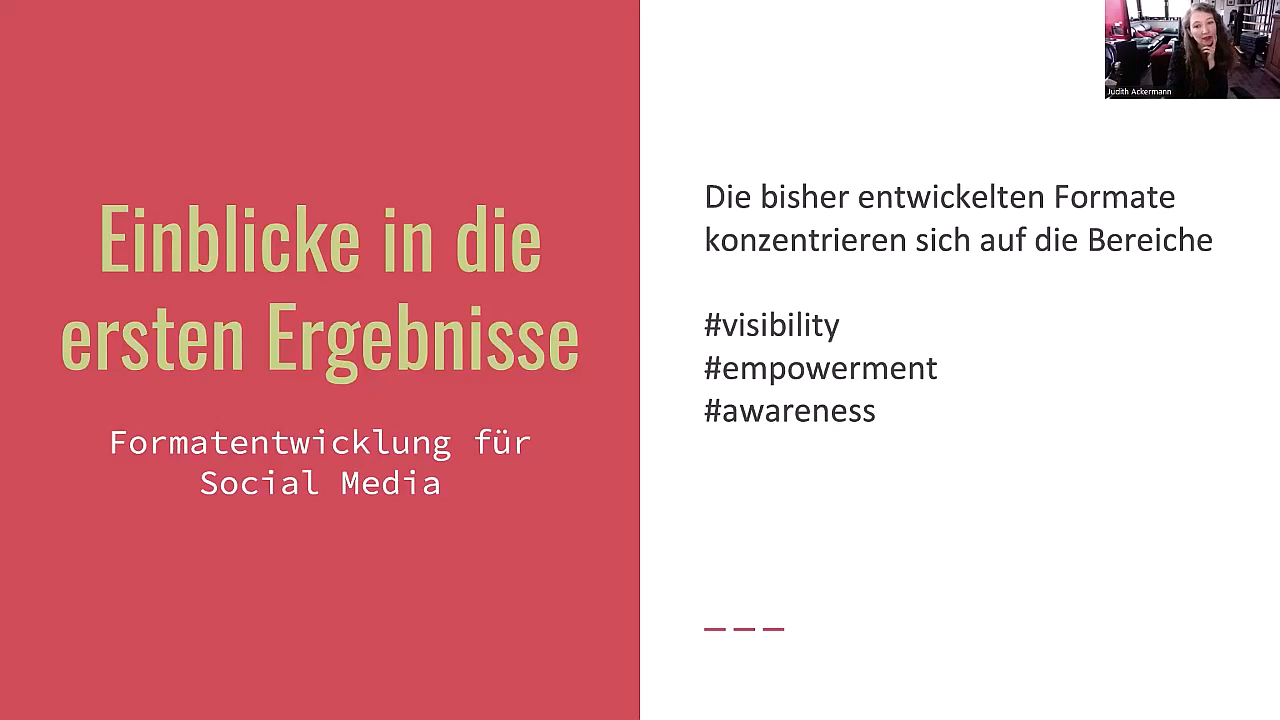 Einblicke in die
ersten Ergebnisse
Formatentwicklung für
Social Media
Die bisher entwickelten Formate
konzentrieren sich auf die Bereiche
#visibility
#empowerment
#awareness
Judith Ackermann